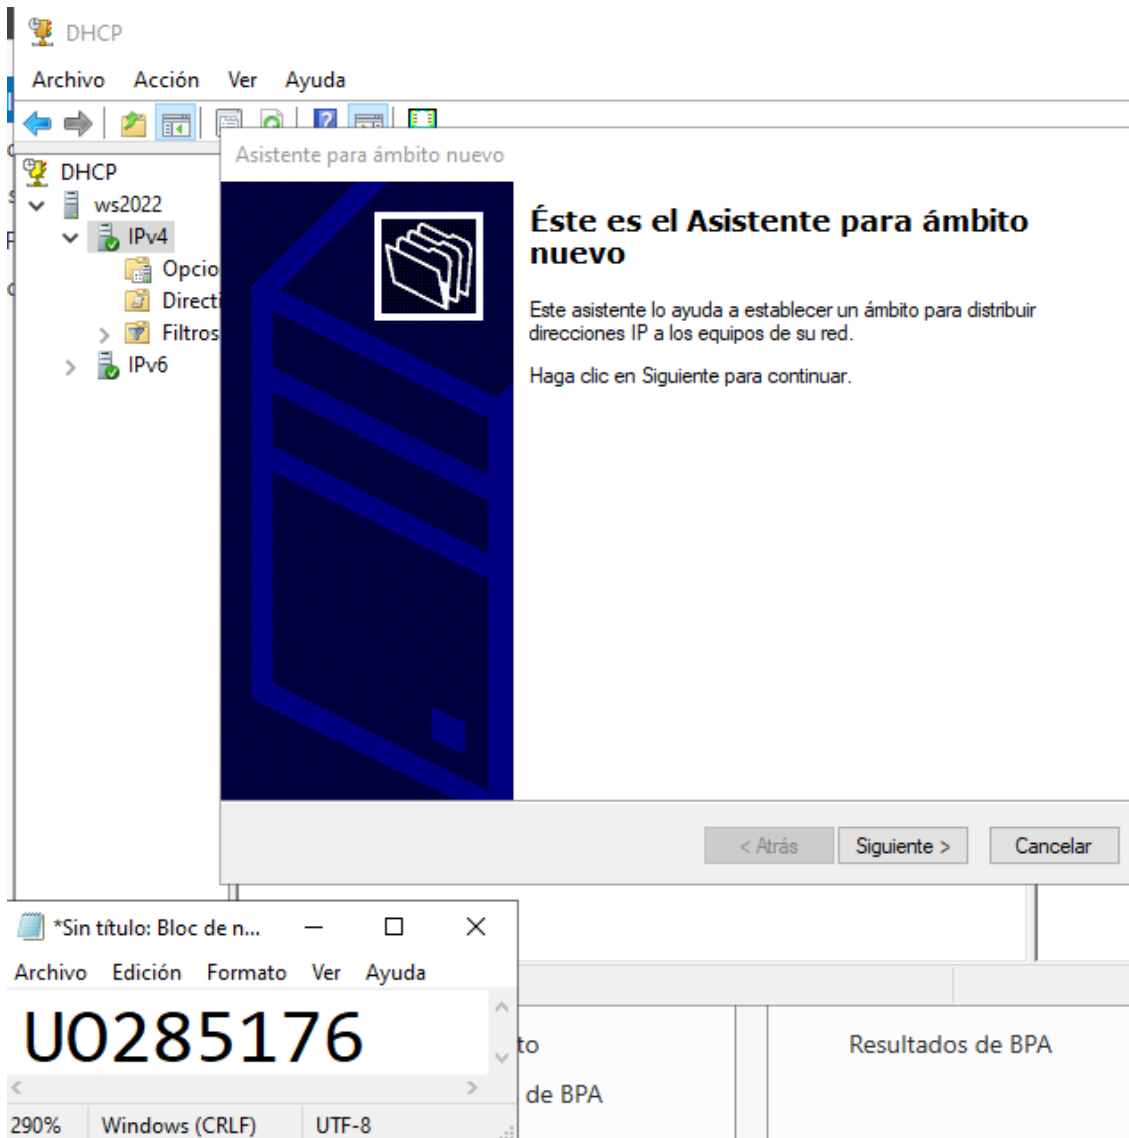 DHCP
Archivo Acción Ver Ayuda
DHCP
ws2022
IPv4
Filtros
IPv6
Asistente para ámbito nuevo
Éste es el Asistente para ámbito
nuevo
Este asistente lo ayuda a establecer un ámbito para distribuir
direcciones IP a los equipos de su red.
Haga clic en Siguiente para continuar.
< Atrás Siguiente > Cancelar
*Sin título: Bloc de n...
Archivo Edición Formato Ver Ayuda
UO285176
290% Windows (CRLF) UTF-8
to
de BPA
Resultados de BPA